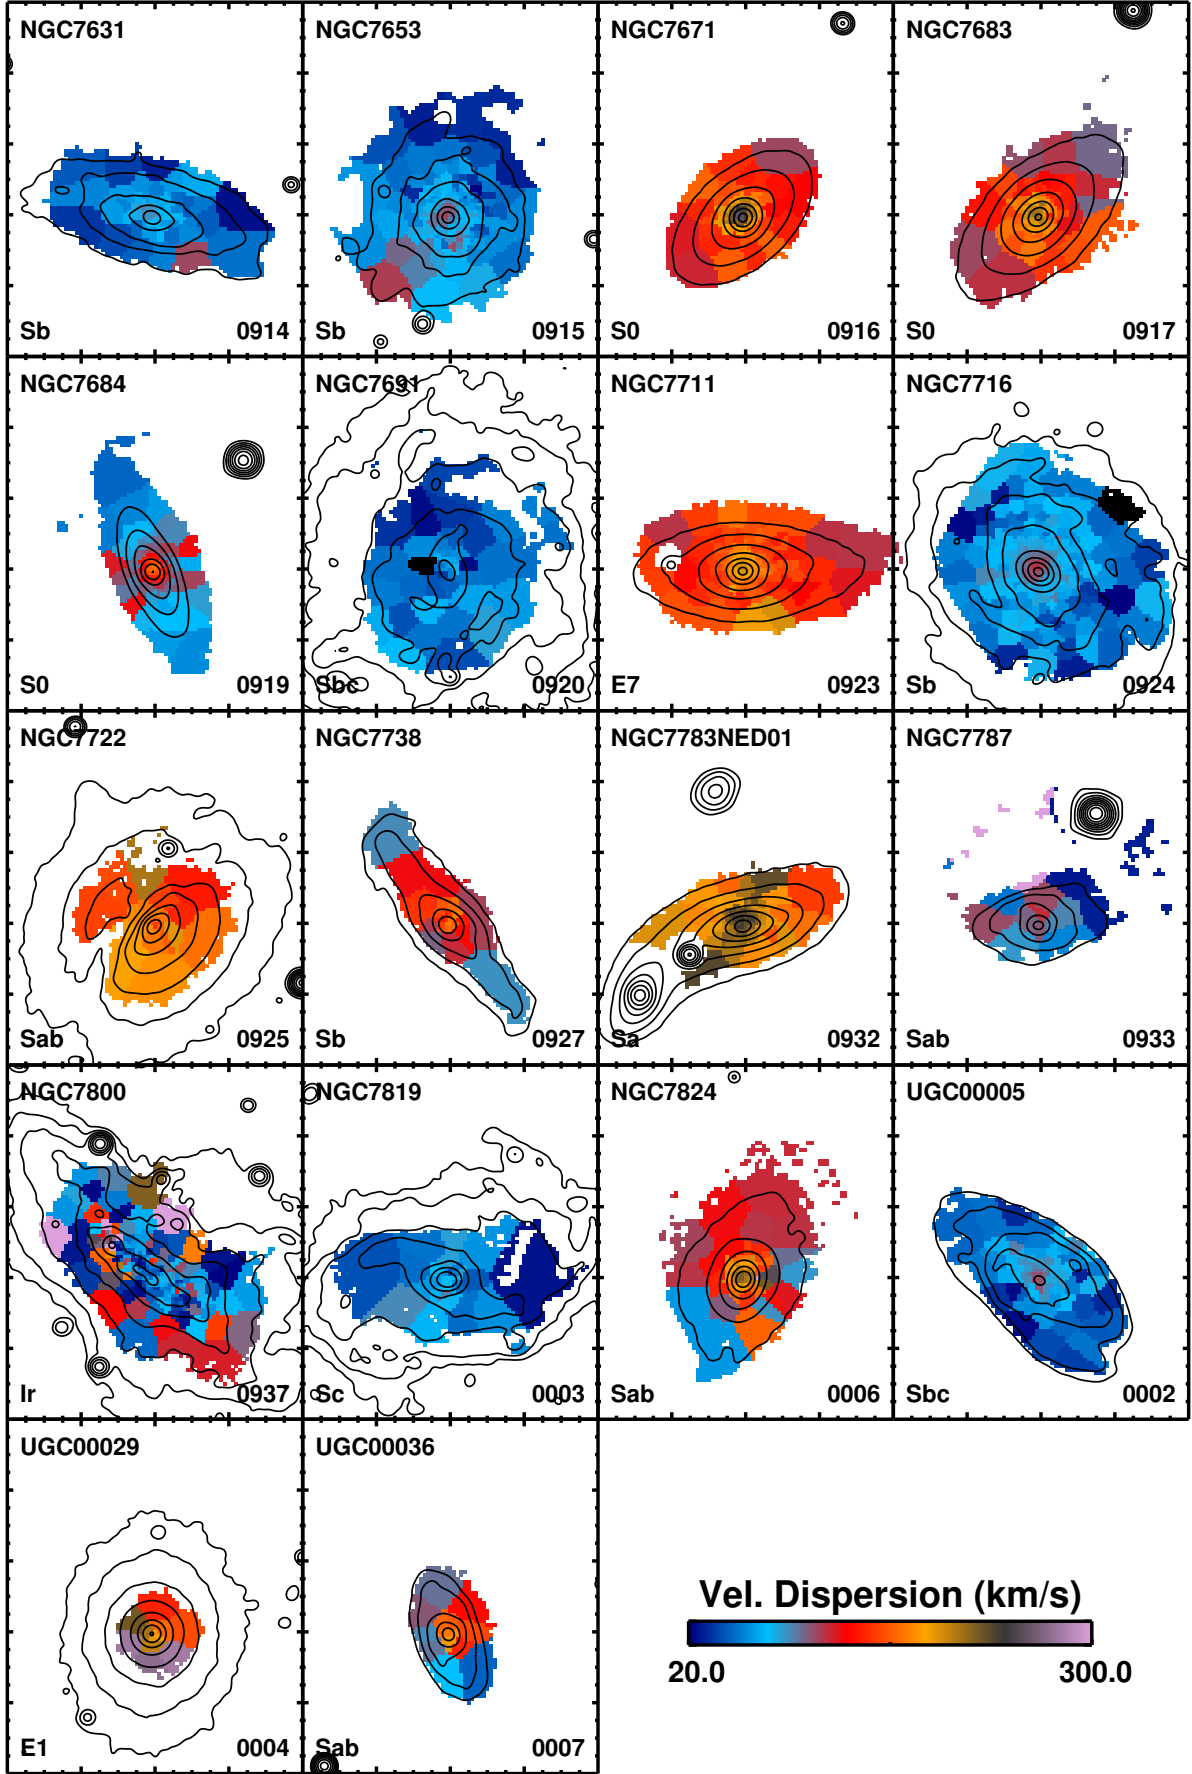 NGC7631 NGC7653 NGC7671 NGC7683
Sb 0914 Sb 0915 S0 0916 S0 0917
NGC7684 NGC7691 NGC7711 NGC7716
S0 0919 Sbc 0920 E7 0923 Sb 0924
NGC7722 NGC7738 NGC7783NED01 NGC7787
Sab 0925 Sb 0927 Sa 0932 Sab 0933
NGC7800 NGC7819 NGC7824 UGC00005
Ir 0937 Sc 0003 Sab 0006 Sbc 0002
UGC00029 UGC00036
Vel. Dispersion (km/s)
20.0 300.0
E1 0004 Sab 0007